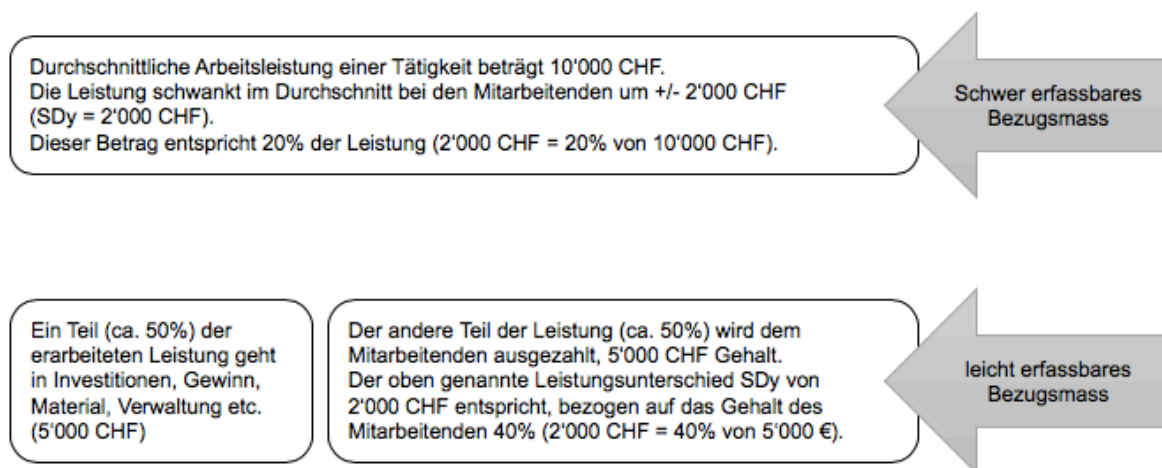 Durchschnittliche Arbeitsleistung einer Tätigkeit beträgt 10'000 CHF.
Die Leistung schwankt im Durchschnitt bei den Mitarbeitenden um +/- 2'000 CHF
(SDy = 2'000 CHF).
Dieser Betrag entspricht 20% der Leistung (2'000 CHF = 20% von 10'000 CHF).
Schwer erfassbares
Bezugsmass
Ein Teil (ca. 50%) der
erarbeiteten Leistung geht
in Investitionen, Gewinn,
Material, Verwaltung etc.
(5'000 CHF)
Der andere Teil der Leistung (ca. 50%) wird dem
Mitarbeitenden ausgezahlt, 5'000 CHF Gehalt.
Der oben genannte Leistungsunterschied SDy von
2'000 CHF entspricht, bezogen auf das Gehalt des
Mitarbeitenden 40% (2'000 CHF = 40% von 5'000 €).
leicht erfassbares
Bezugsmass